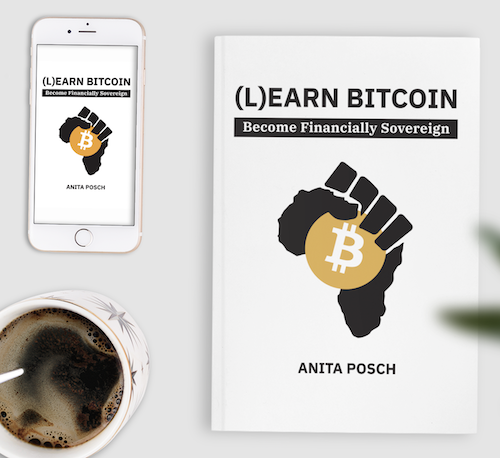 (L)EARN BITCOIN
Become Financially Sovereign
ANITA POSCH
(L)EARN BITCOIN
Become Financially Sovereign
ANITA POSCH